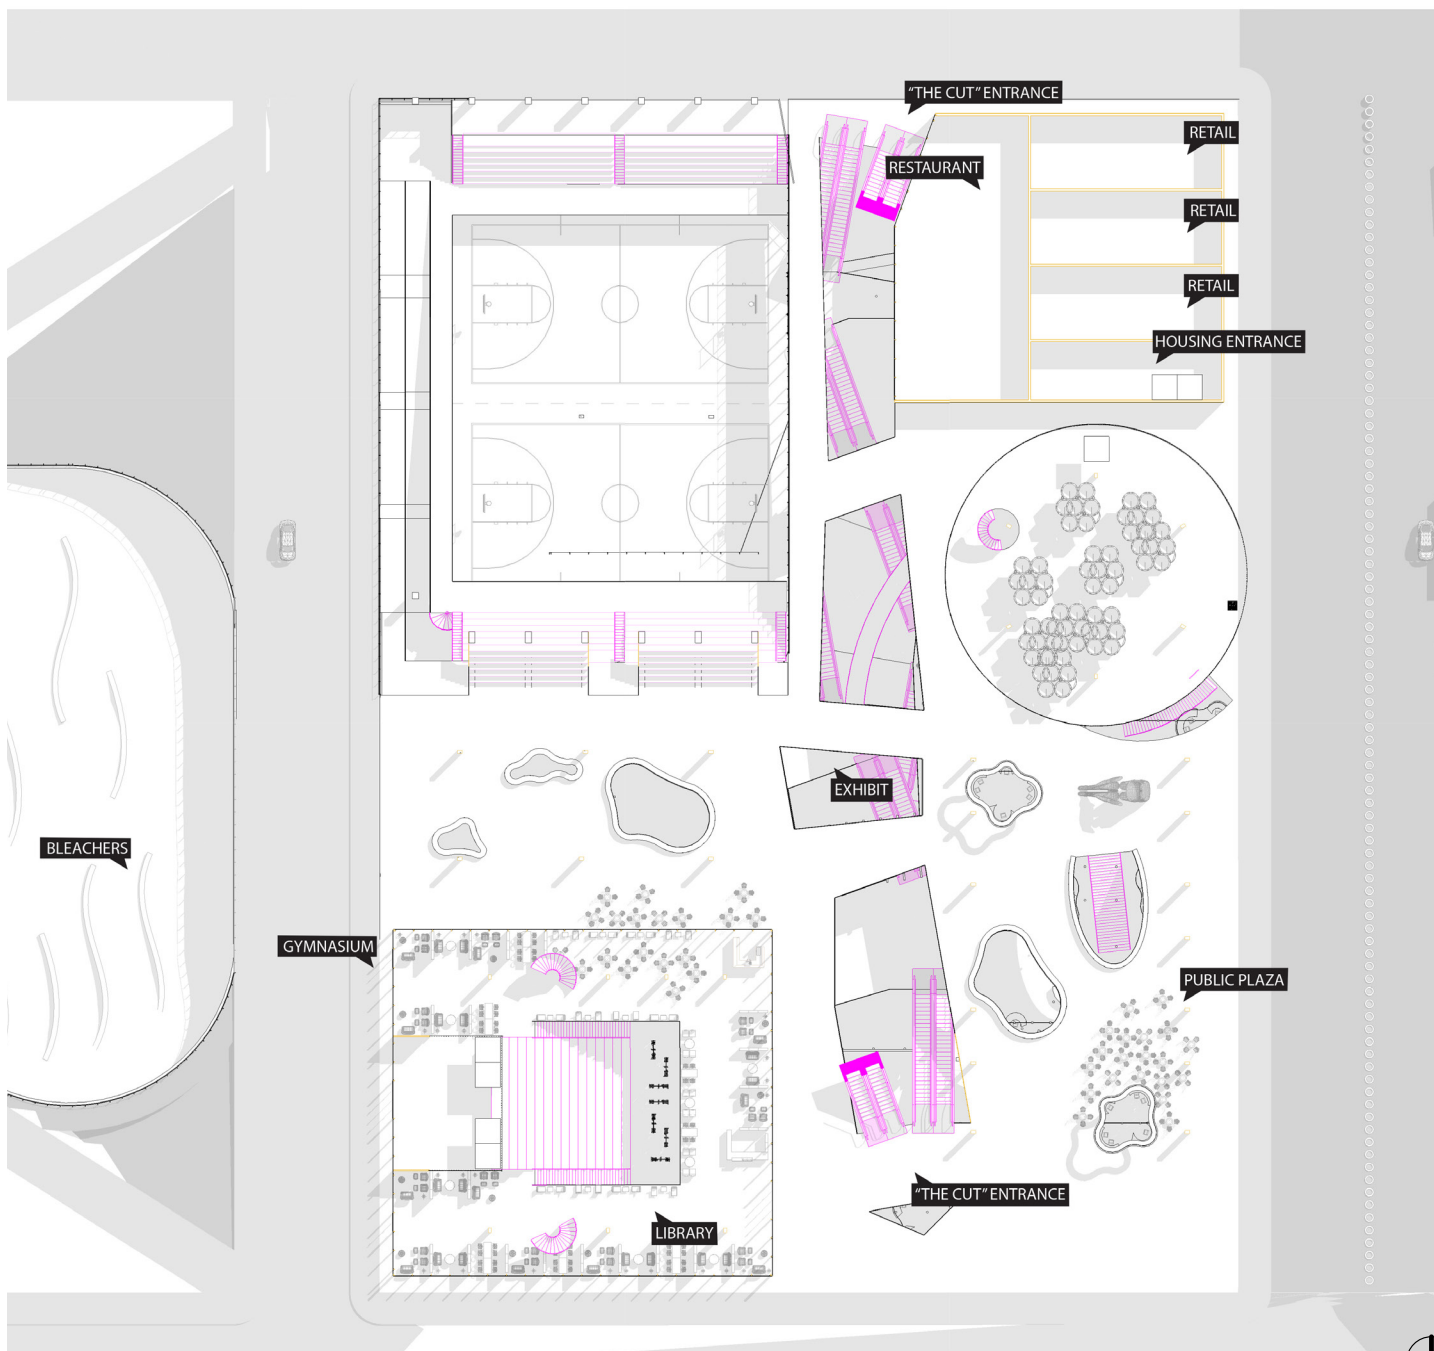 "THE CUT" ENTRANCE
RETAIL
RESTAURANT
RETAIL
RETAIL
HOUSING ENTRANCE
EXHIBIT
BLEACHERS
GYMNASIUM
PUBLIC PLAZA
"THE CUT" ENTRANCE
LIBRARY